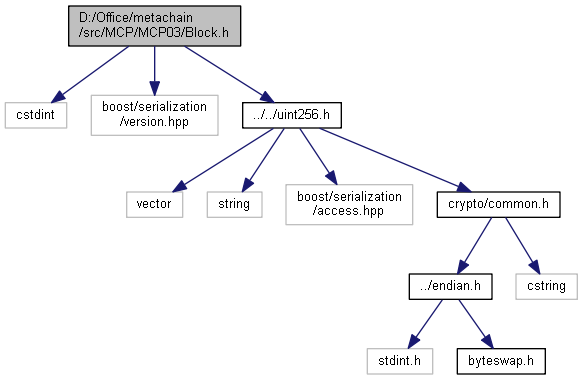 D:/Office/metachain
/src/MCP/MCP03/Block.h
cstdint
boost/serialization
/version.hpp
../../uint256.h
vector
string
boost/serialization
/access.hpp
crypto/common.h
../endian.h
cstring
stdint.h
byteswap.h